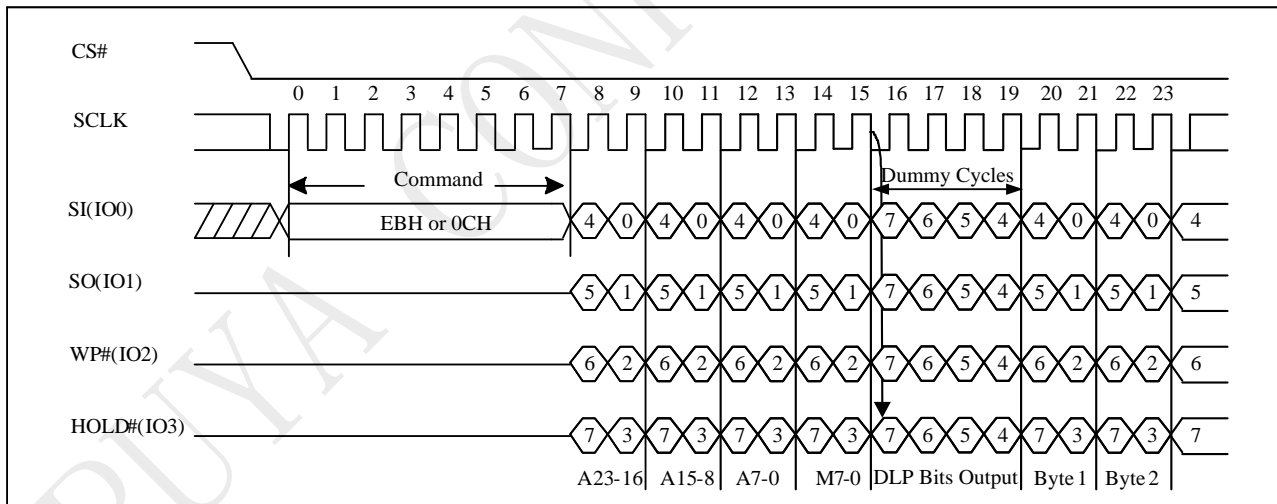 CS#
0 1 2 3 4 5 6 7 8 9 10 11 12 13 14 15 16 17 18 19 20 21 22 23
SCLK
Command
Dummy Cycles
SI(IO0)
EBH or 0CH
4 0 4 0 4 0 4 0 7 6 5 4 4 0 4 0 4
SO(IO1)
5 1 5 1 5 1 5 1 7 6 5 4 5 1 5 1 5
WP#(IO2)
6 2 6 2 6 2 6 2 7 6 5 4 6 2 6 2 6
HOLD#(IO3)
7 3 7 3 7 3 7 3 7 6 5 4 7 3 7 3 7
A23-16 A15-8 A7-0 M7-0 DLP Bits Output Byte1 Byte2
PUYA CONF